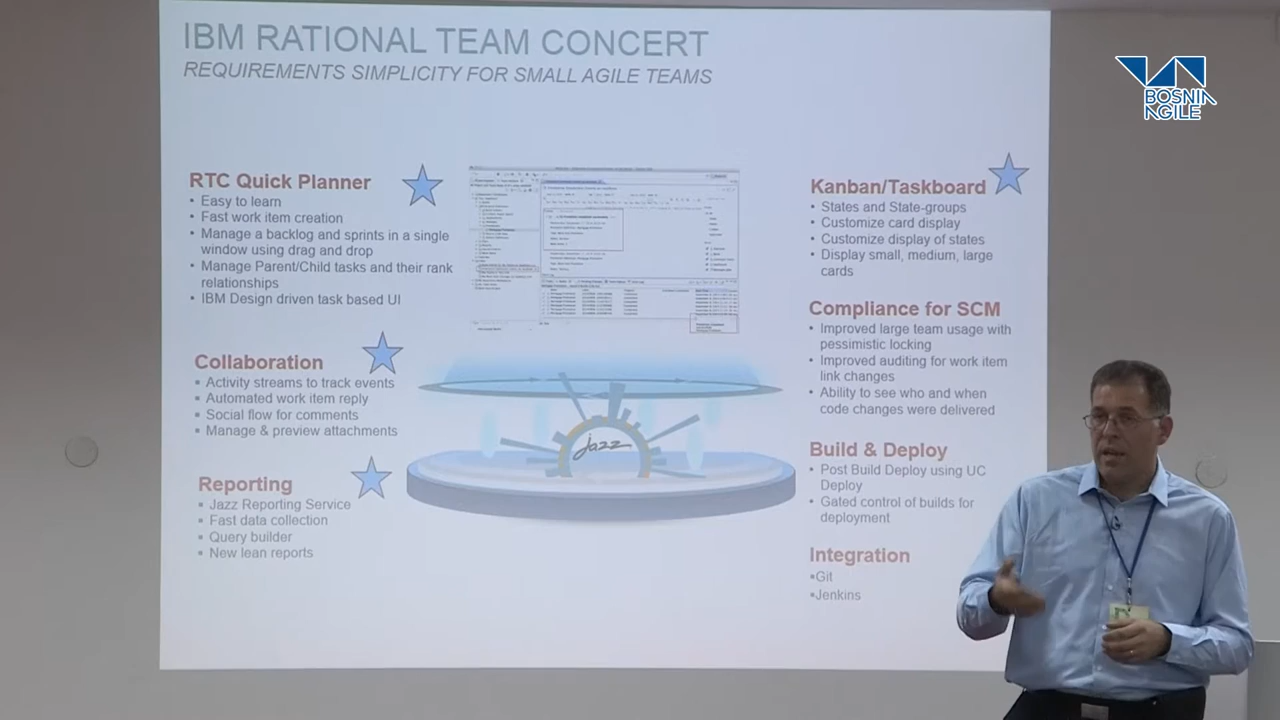 IBM RATIONAL TEAM CONCERT
REQUIREMENTS SIMPLICITY FOR SMALL AGILE TEAMS
BOSNIA
AGILE
RTC Quick Planner
▪ Easy to learn
▪ Fast work item creation
▪ Manage a backlog and sprints in a single
window using drag and drop
▪ Manage Parent/Child tasks and their rank
relationships
▪ IBM Design driven task based UI
Collaboration
▪ Activity streams to track events
▪ Automated work item reply
▪ Social flow for comments
▪ Manage & preview attachments
Reporting
▪ Jazz Reporting Service
▪ Fast data collection
▪ Query builder
▪ New lean reports
jazz
Kanban/Taskboard
▪ States and State-groups
▪ Customize card display
▪ Customize display of states
▪ Display small, medium, large
cards
Compliance for SCM
▪ Improved large team usage with
pessimistic locking
▪ Improved auditing for work item
link changes
▪ Ability to see who and when
code changes were delivered
Build & Deploy
▪ Post Build Deploy using UC
Deploy
▪ Gated control of builds for
deployment
Integration
▪Git
▪Jenkins